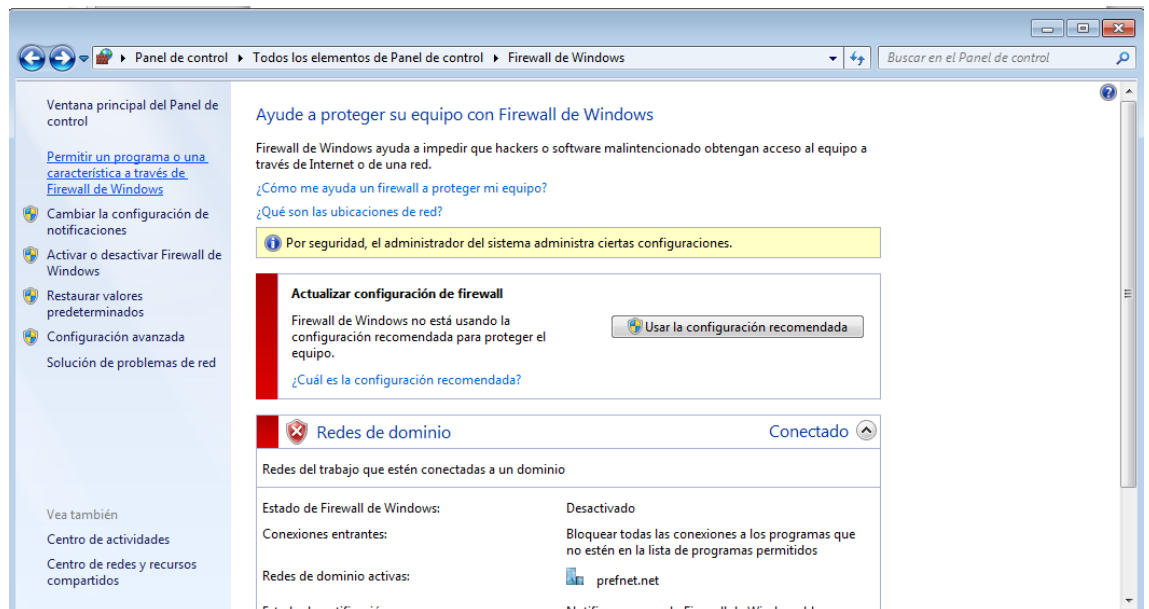 Panel de control ▸ Todos los elementos de Panel de control ▸ Firewall de Windows
Buscar en el Panel de control
Ventana principal del Panel de
control
Permitir un programa o una
característica a través de
Firewall de Windows
Cambiar la configuración de
notificaciones
Activar o desactivar Firewall de
Windows
Restaurar valores
predeterminados
Configuración avanzada
Solución de problemas de red
Vea también
Centro de actividades
Centro de redes y recursos
compartidos
Ayude a proteger su equipo con Firewall de Windows
Firewall de Windows ayuda a impedir que hackers o software malintencionado obtengan acceso al equipo a
través de Internet o de una red.
¿Cómo me ayuda un firewall a proteger mi equipo?
¿Qué son las ubicaciones de red?
Por seguridad, el administrador del sistema administra ciertas configuraciones.
Actualizar configuración de firewall
Firewall de Windows no está usando la
configuración recomendada para proteger el
equipo.
Usar la configuración recomendada
¿Cuál es la configuración recomendada?
Redes de dominio
Conectado
Redes del trabajo que estén conectadas a un dominio
Estado de Firewall de Windows:
Desactivado
Conexiones entrantes:
Bloquear todas las conexiones a los programas que
no estén en la lista de programas permitidos
Redes de dominio activas:
prefnet.net